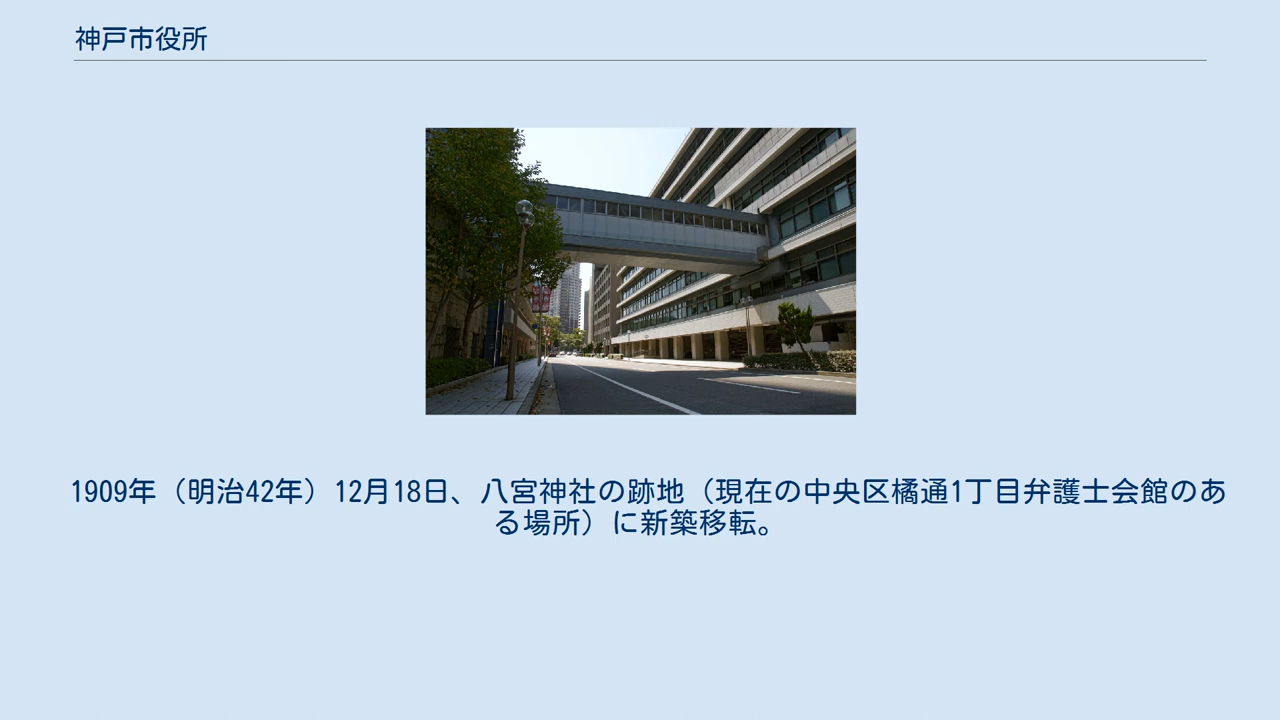 神戸市役所
1909年（明治42年）12月18日、八宮神社の跡地（現在の中央区橘通1丁目弁護士会館のあ
る場所）に新築移転。